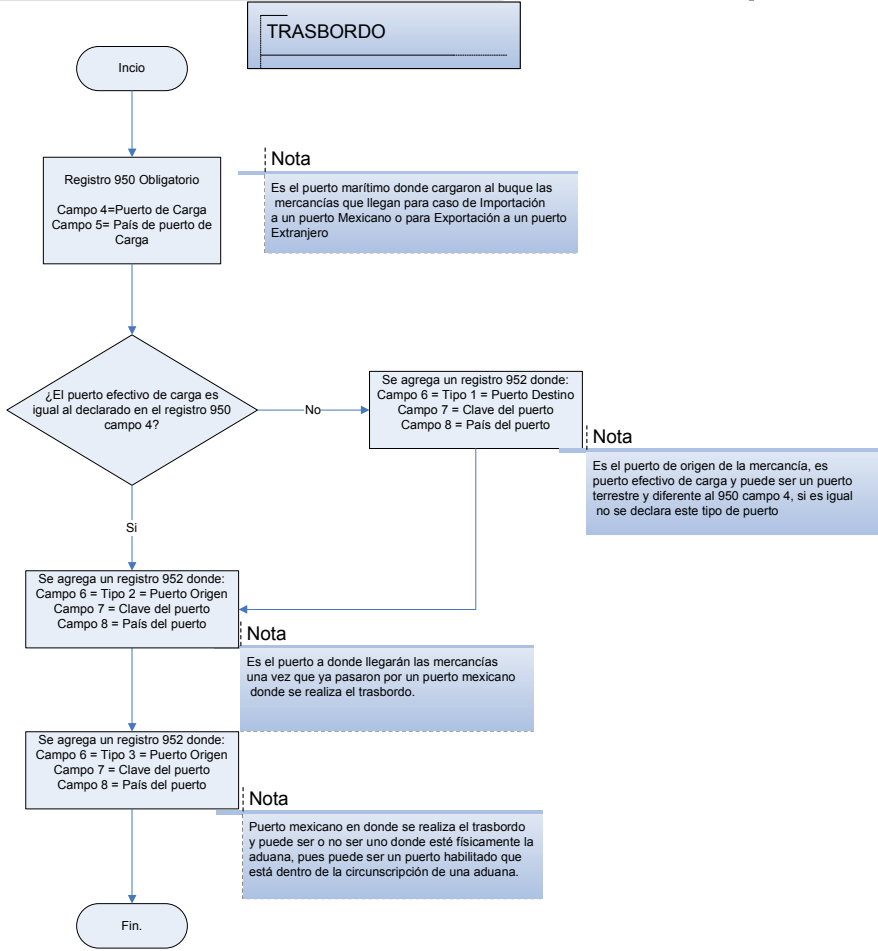 TRASBORDO
Incio
Registro 950 Obligatorio
Campo 4=Puerto de Carga
Campo 5= País de puerto de
Carga
Nota
Es el puerto marítimo donde cargaron al buque las
mercancías que llegan para caso de Importación
a un puerto Mexicano o para Exportación a un puerto
Extranjero
¿El puerto efectivo de carga es
igual al declarado en el registro 950
campo 4?
No
Se agrega un registro 952 donde:
Campo 6 = Tipo 1 = Puerto Destino
Campo 7 = Clave del puerto
Campo 8 = País del puerto
Nota
Es el puerto de origen de la mercancía, es
puerto efectivo de carga y puede ser un puerto
terrestre y diferente al 950 campo 4, si es igual
no se declara este tipo de puerto
Si
Se agrega un registro 952 donde:
Campo 6 = Tipo 2 = Puerto Origen
Campo 7 = Clave del puerto
Campo 8 = País del puerto
Nota
Es el puerto a donde llegarán las mercancías
una vez que ya pasaron por un puerto mexicano
donde se realiza el trasbordo.
Se agrega un registro 952 donde:
Campo 6 = Tipo 3 = Puerto Origen
Campo 7 = Clave del puerto
Campo 8 = País del puerto
Nota
Puerto mexicano en donde se realiza el trasbordo
y puede ser o no ser uno donde esté físicamente la
aduana, pues puede ser un puerto habilitado que
está dentro de la circunscripción de una aduana.
Fin.